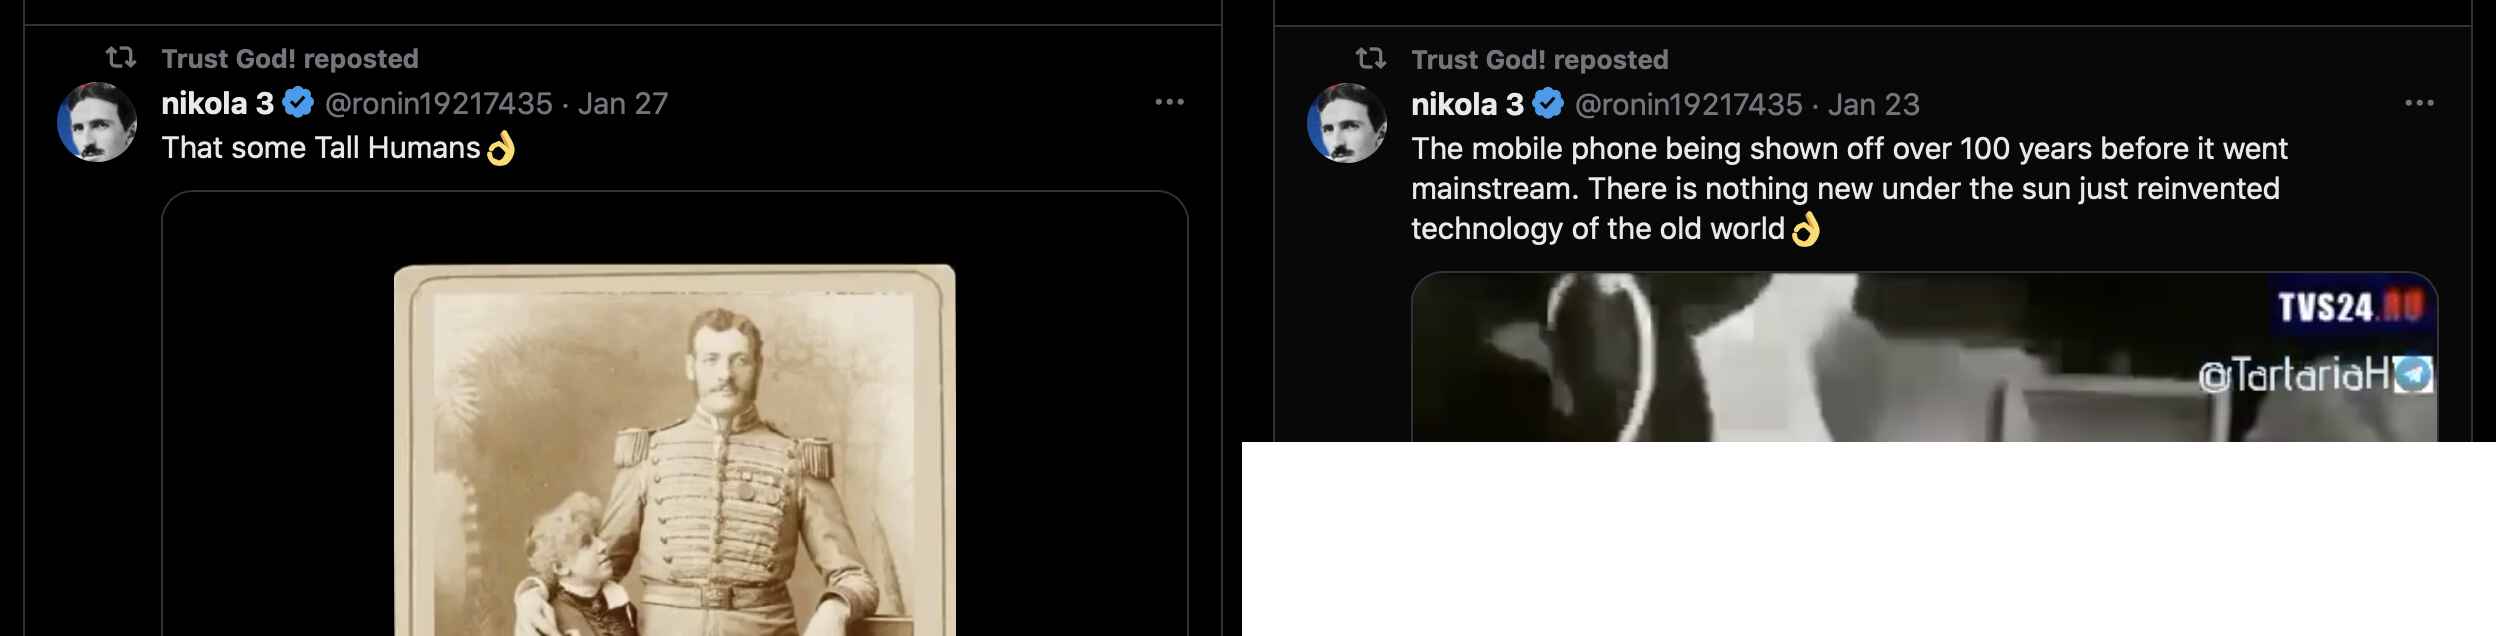 Trust God! reposted
nikola 3 @ronin19217435 · Jan 27
That some Tall Humans👌
Trust God! reposted
nikola 3 @ronin19217435 · Jan 23
The mobile phone being shown off over 100 years before it went
mainstream. There is nothing new under the sun just reinvented
technology of the old world👌
TVS24.RU
@TartariaH